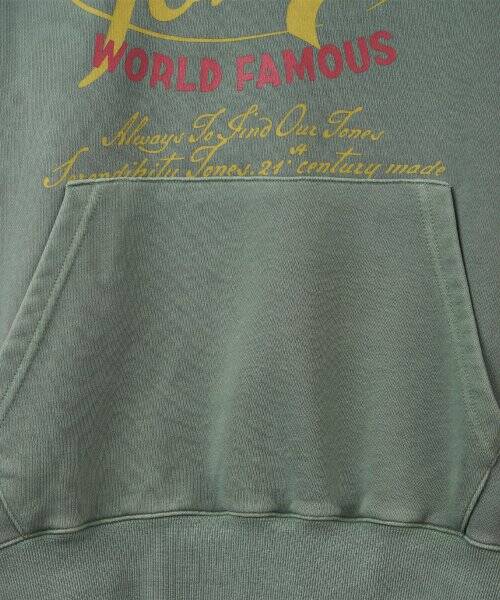 WORLD FAMOUS
Always To Find Our Tones
Serendipity Tones. 21st century made